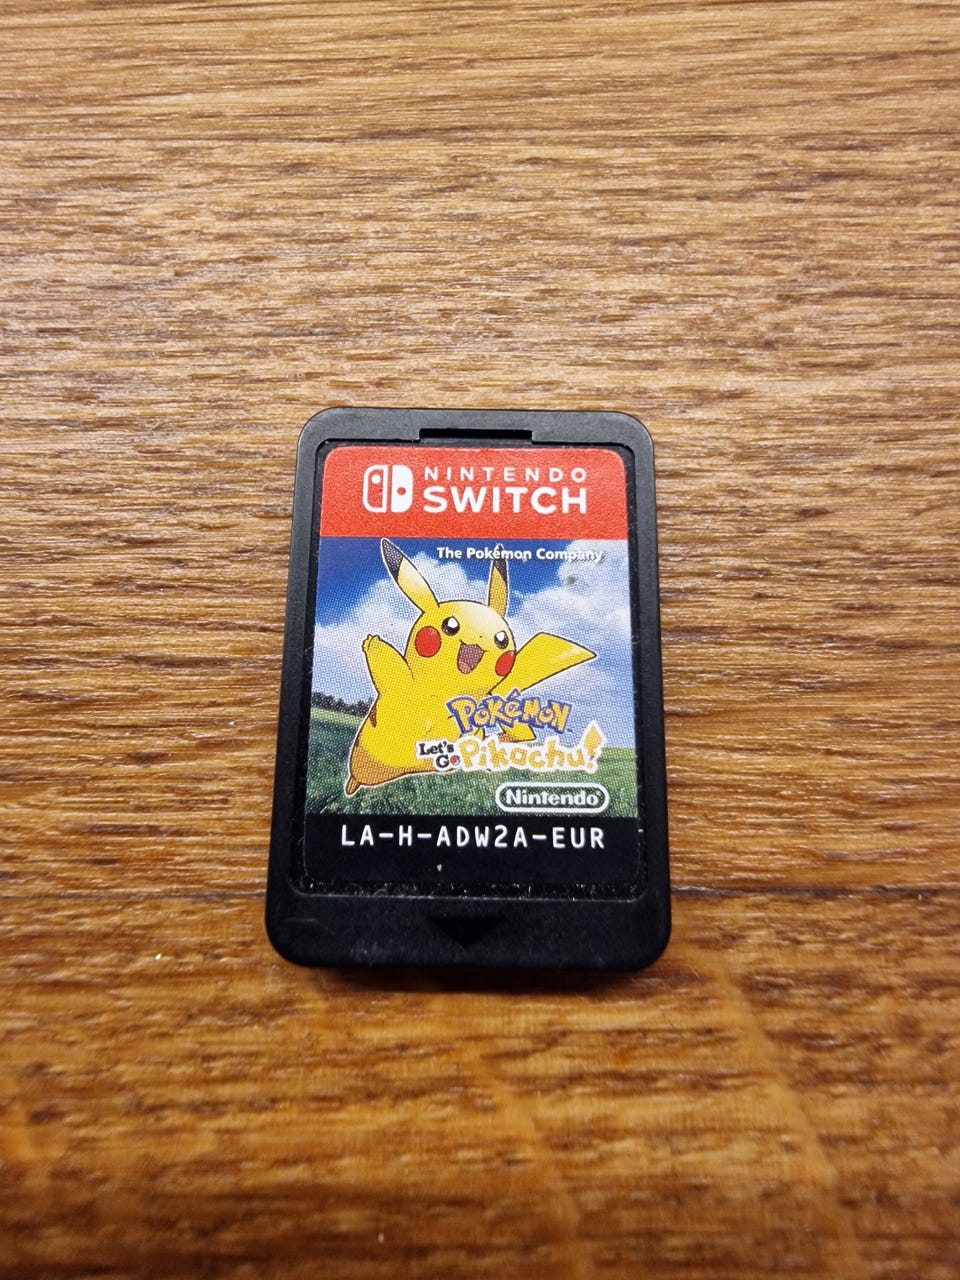 NINTENDO
SWITCH
The Pokémon Company
Pokémon
Let's
Go Pikachu!
Nintendo
LA-H-ADW2A-EUR